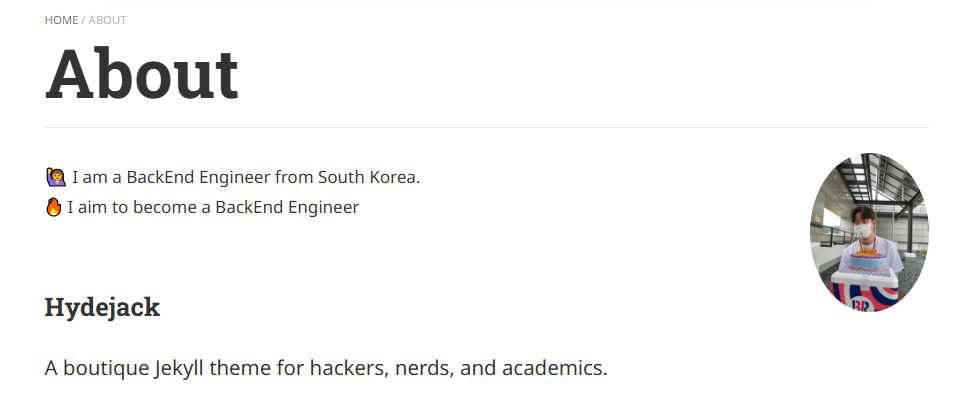 HOME / ABOUT
About
🙋 I am a BackEnd Engineer from South Korea.
🔥 I aim to become a BackEnd Engineer
BR
Hydejack
A boutique Jekyll theme for hackers, nerds, and academics.